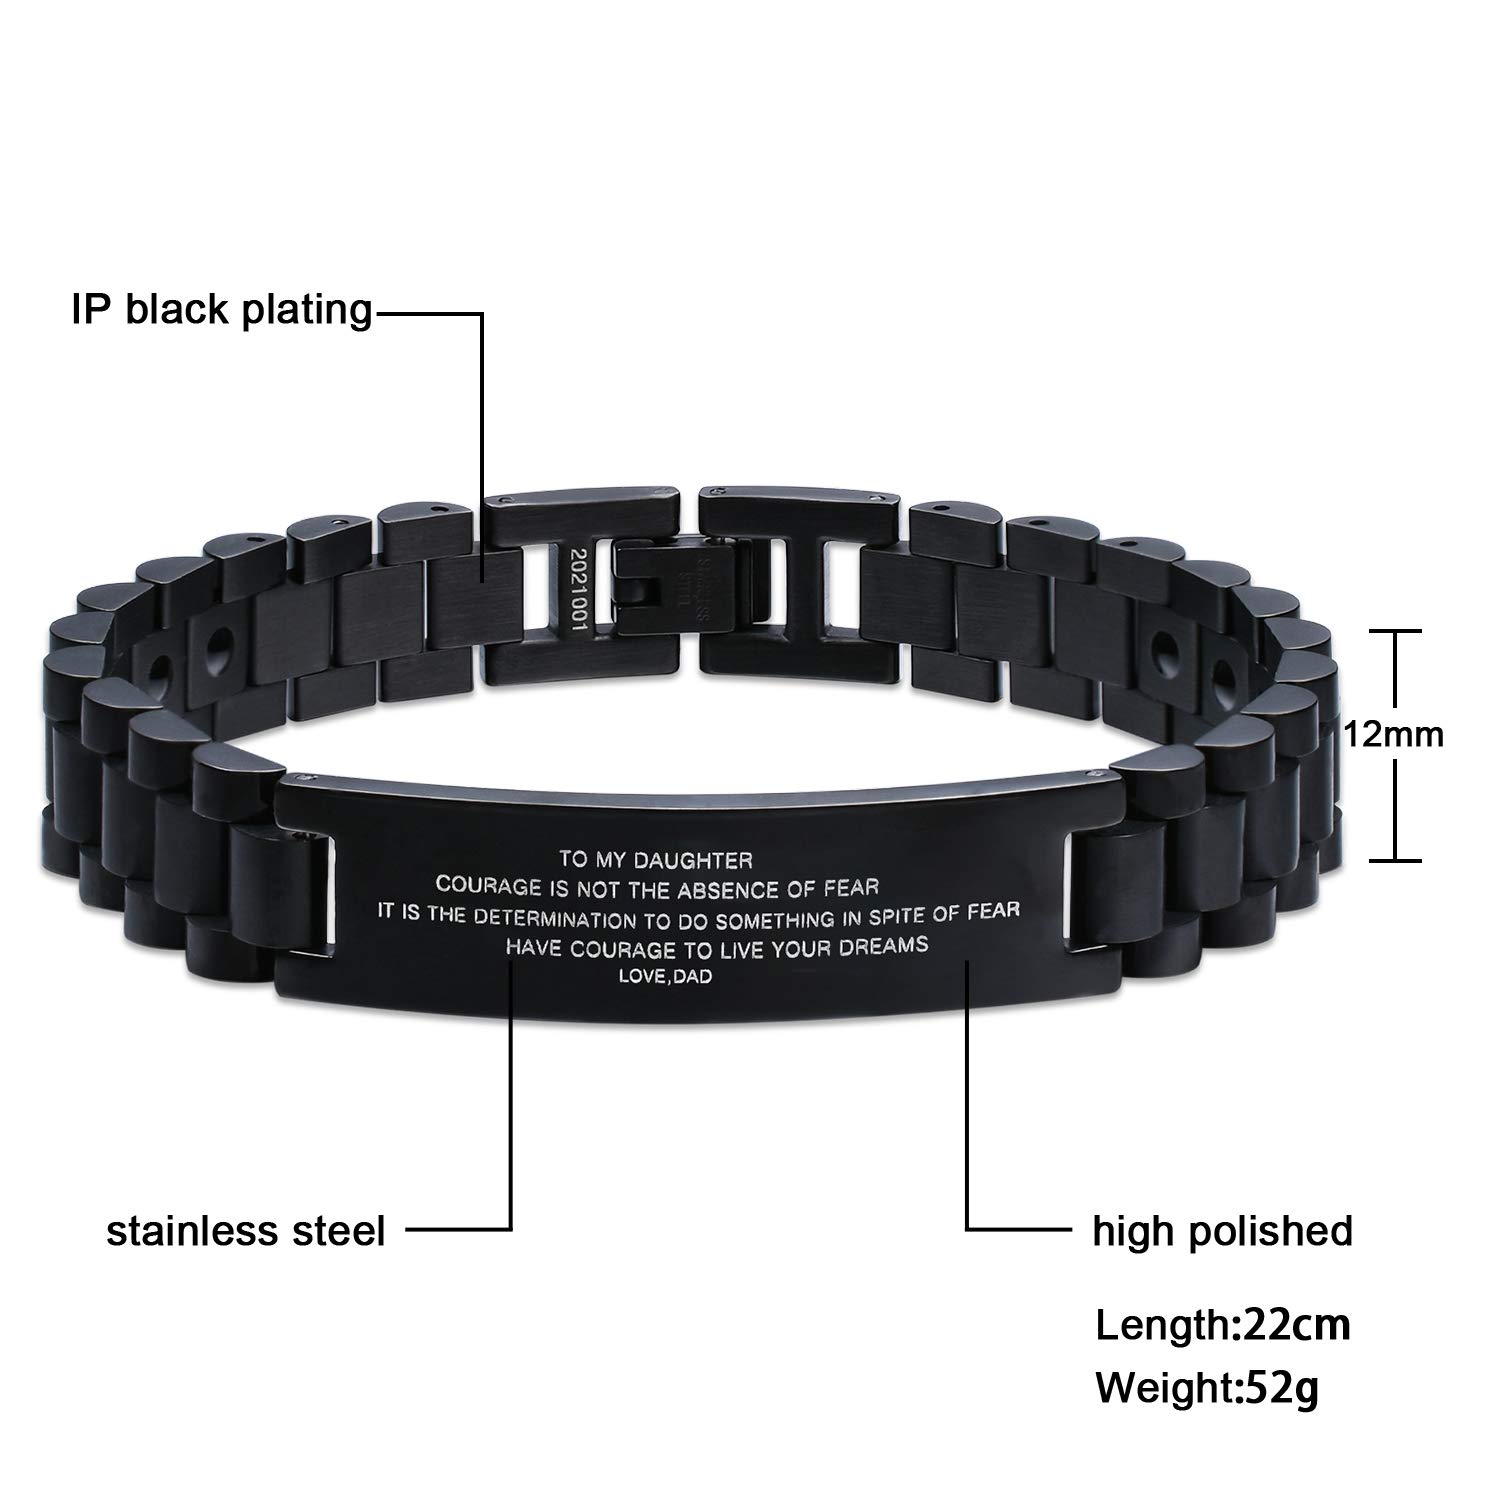 IP black plating
2021001
STAINLESS
STEEL
12mm
TO MY DAUGHTER
COURAGE IS NOT THE ABSENCE OF FEAR
IT IS THE DETERMINATION TO DO SOMETHING IN SPITE OF FEAR
HAVE COURAGE TO LIVE YOUR DREAMS
LOVE,DAD
stainless steel
high polished
Length:22cm
Weight:52g